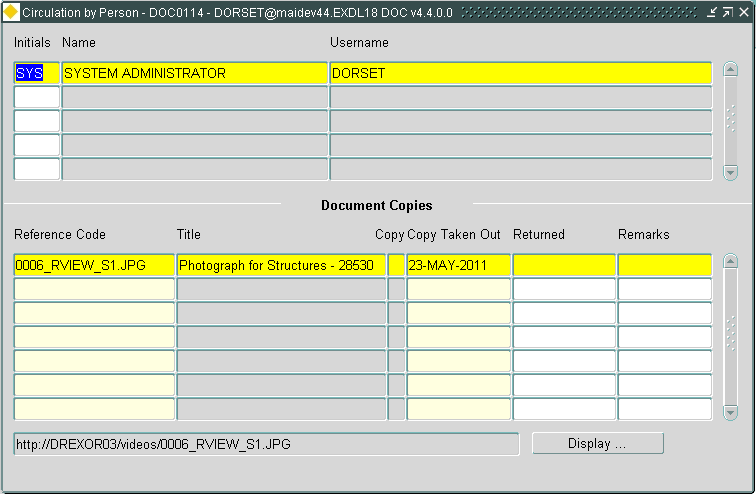 Circulation by Person - DOC0114 - DORSET@maidev44.EXDL18 DOC v4.4.0.0
Initials Name Username
SYS SYSTEM ADMINISTRATOR DORSET
Document Copies
Reference Code Title Copy Copy Taken Out Returned Remarks
0006_RVIEW_S1.JPG Photograph for Structures - 28530 23-MAY-2011
http://DREXOR03/videos/0006_RVIEW_S1.JPG Display ...